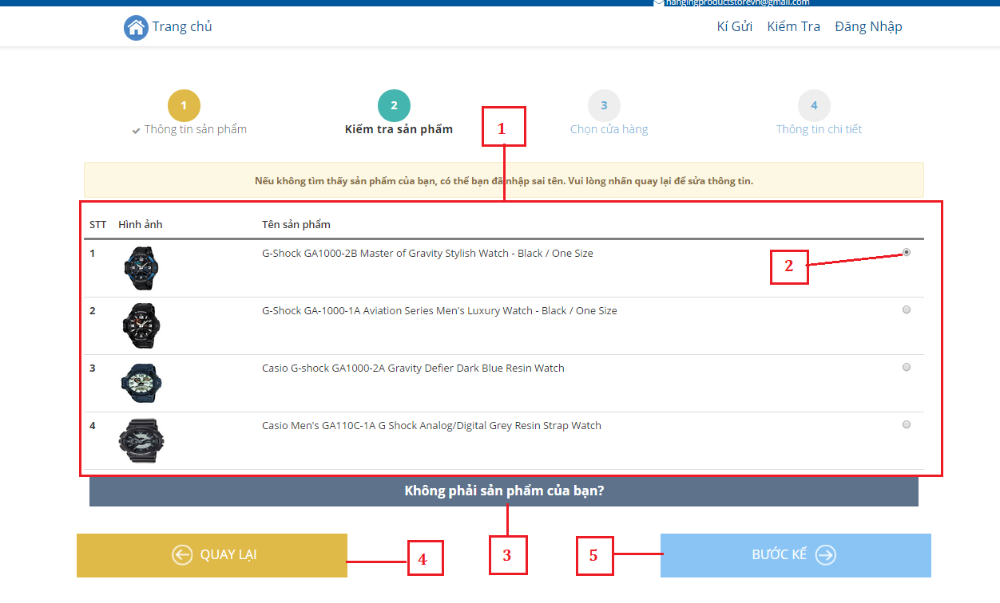 hangingproductstorevn@gmail.com
Trang chủ
Kí Gửi Kiểm Tra Đăng Nhập
1
2
3
4
Thông tin sản phẩm
Kiểm tra sản phẩm
Chọn cửa hàng
Thông tin chi tiết
1
Nếu không tìm thấy sản phẩm của bạn, có thể bạn đã nhập sai tên. Vui lòng nhấn quay lại để sửa thông tin.
STT Hình ảnh Tên sản phẩm
1 G-Shock GA1000-2B Master of Gravity Stylish Watch - Black / One Size
2
2 G-Shock GA-1000-1A Aviation Series Men's Luxury Watch - Black / One Size
3 Casio G-shock GA1000-2A Gravity Defier Dark Blue Resin Watch
4 Casio Men's GA110C-1A G Shock Analog/Digital Grey Resin Strap Watch
Không phải sản phẩm của bạn?
QUAY LẠI
4
3
5
BƯỚC KẾ